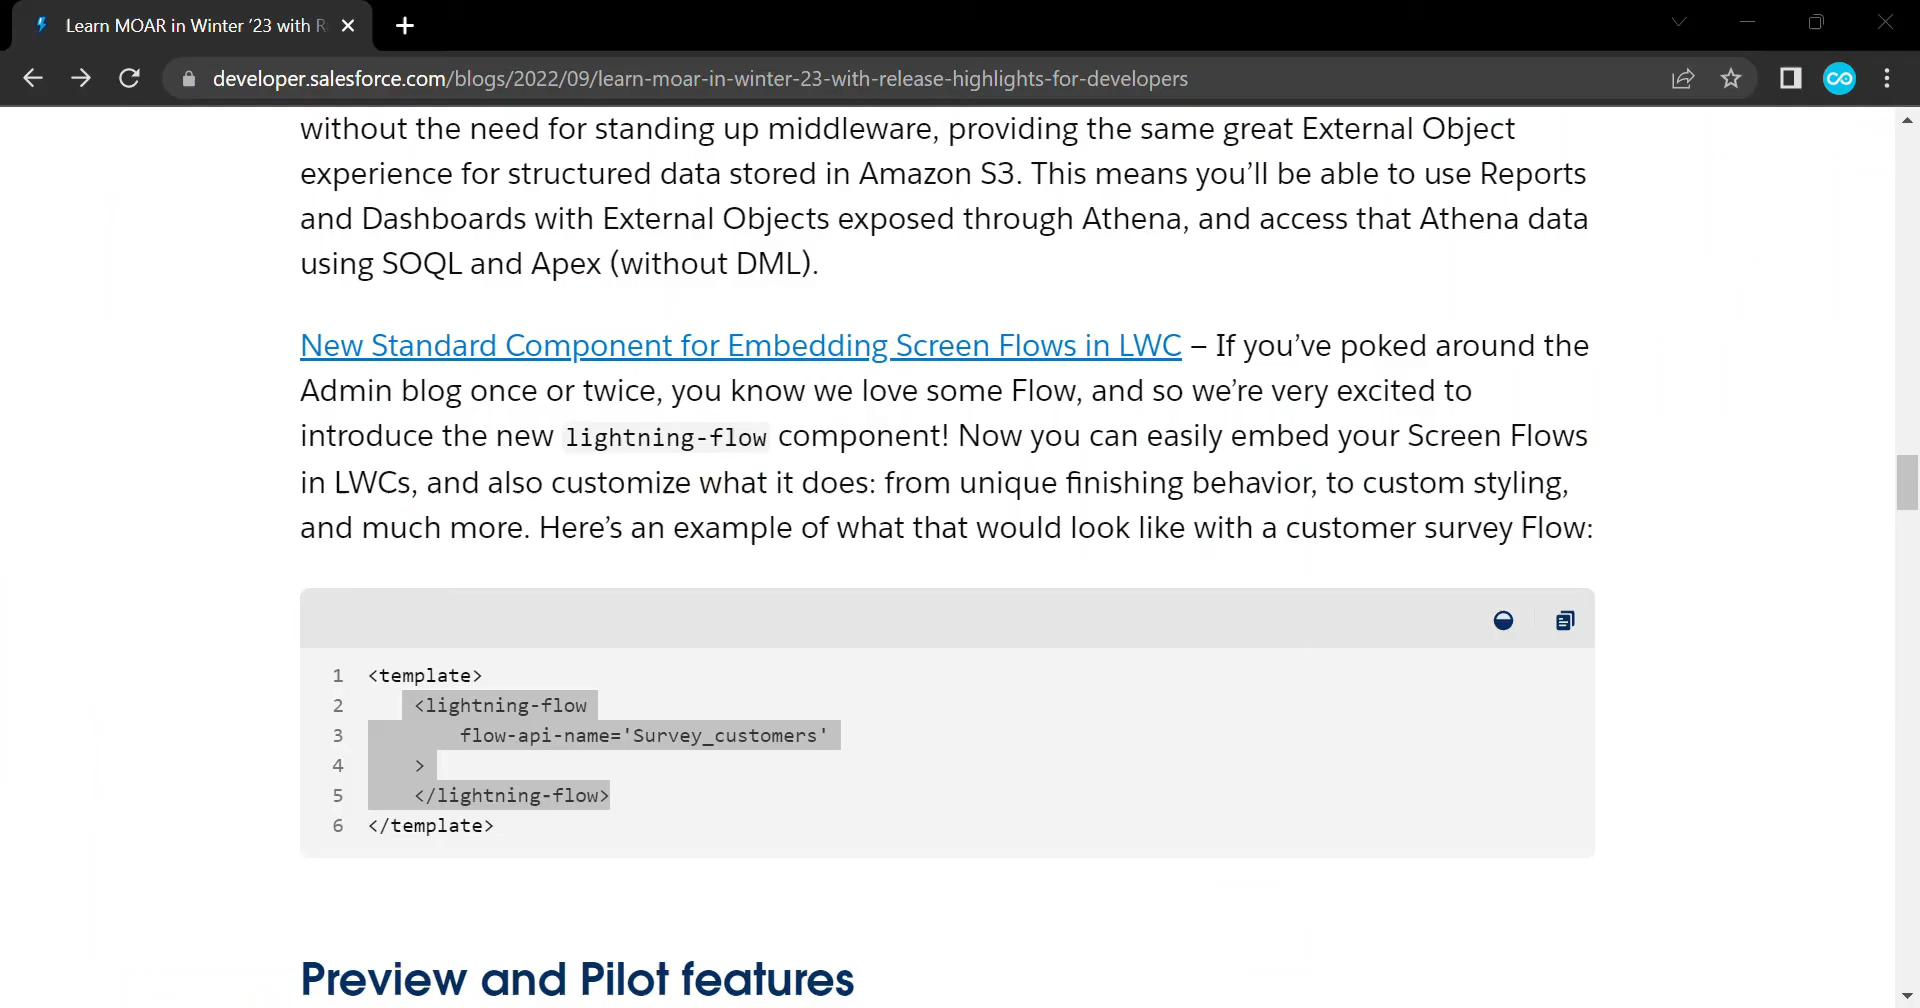 Learn MOAR in Winter ’23 with R
developer.salesforce.com/blogs/2022/09/learn-moar-in-winter-23-with-release-highlights-for-developers
without the need for standing up middleware, providing the same great External Object
experience for structured data stored in Amazon S3. This means you’ll be able to use Reports
and Dashboards with External Objects exposed through Athena, and access that Athena data
using SOQL and Apex (without DML).
New Standard Component for Embedding Screen Flows in LWC – If you’ve poked around the
Admin blog once or twice, you know we love some Flow, and so we’re very excited to
introduce the new lightning-flow component! Now you can easily embed your Screen Flows
in LWCs, and also customize what it does: from unique finishing behavior, to custom styling,
and much more. Here’s an example of what that would look like with a customer survey Flow:
1 <template>
2 <lightning-flow
3 flow-api-name='Survey_customers'
4 >
5 </lightning-flow>
6 </template>
Preview and Pilot features